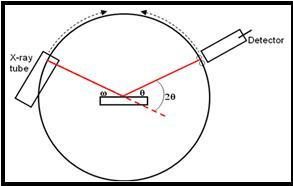 X-ray
tube
Detector
ω
θ
2θ